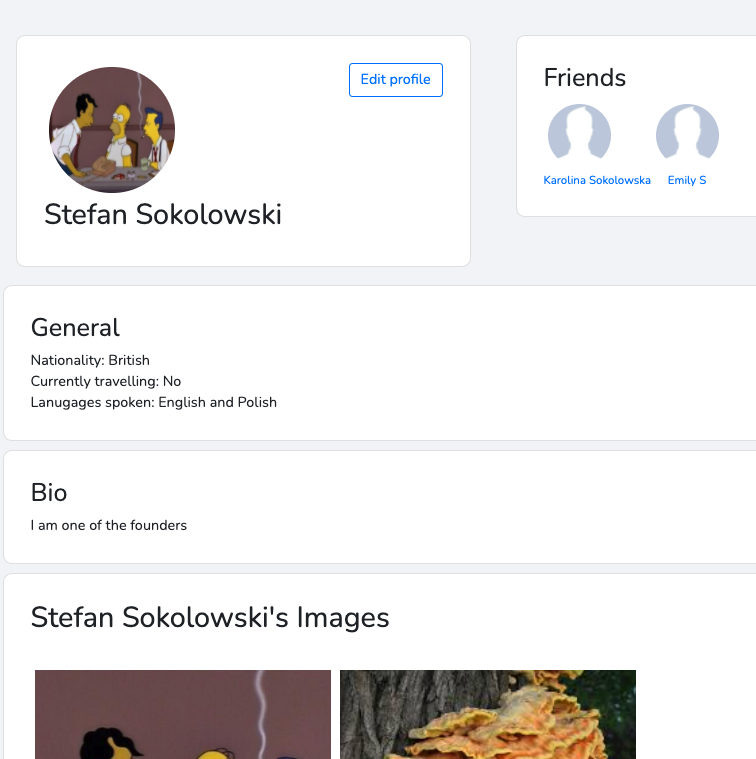 Edit profile
Stefan Sokolowski
Friends
Karolina Sokolowska
Emily S
General
Nationality: British
Currently travelling: No
Lanugages spoken: English and Polish
Bio
I am one of the founders
Stefan Sokolowski's Images